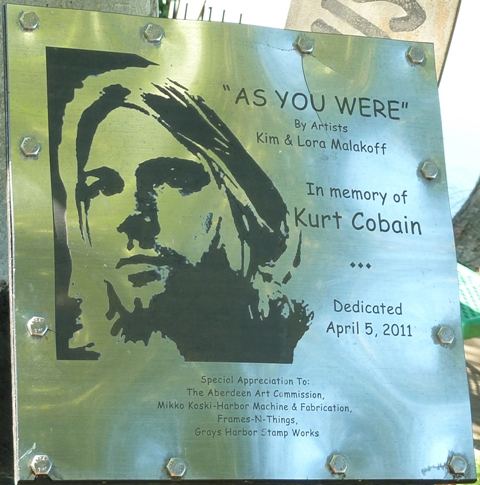 "AS YOU WERE"
By Artists
Kim & Lora Malakoff
In memory of
Kurt Cobain
Dedicated
April 5, 2011
Special Appreciation To:
The Aberdeen Art Commission,
Mikko Koski-Harbor Machine & Fabrication,
Frames-N-Things,
Grays Harbor Stamp Works